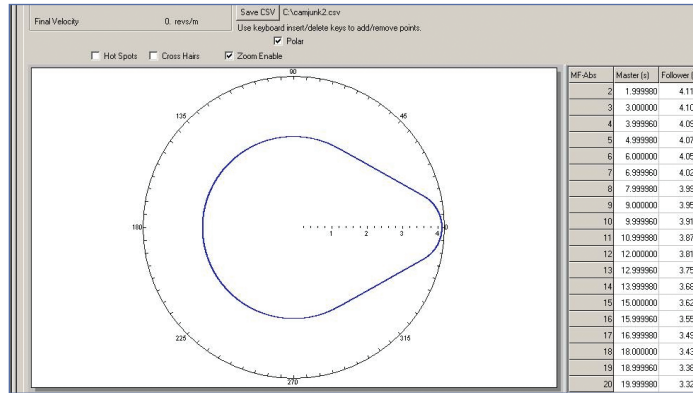 Final Velocity 0. revs/m
Save CSV C:\camjunk2.csv
Use keyboard insert/delete keys to add/remove points.
Polar
Hot Spots Cross Hairs Zoom Enable
90
135 45
180 1 2 3 4 0
225 315
270
MF-Abs Master (s) Follower (
2 1.999980 4.11
3 3.000000 4.10
4 3.999960 4.09
5 4.999980 4.07
6 6.000000 4.05
7 6.999960 4.02
8 7.999980 3.99
9 9.000000 3.95
10 9.999960 3.91
11 10.999980 3.87
12 12.000000 3.81
13 12.999960 3.75
14 13.999980 3.68
15 15.000000 3.62
16 15.999960 3.55
17 16.999980 3.49
18 18.000000 3.43
19 18.999960 3.38
20 19.999980 3.32